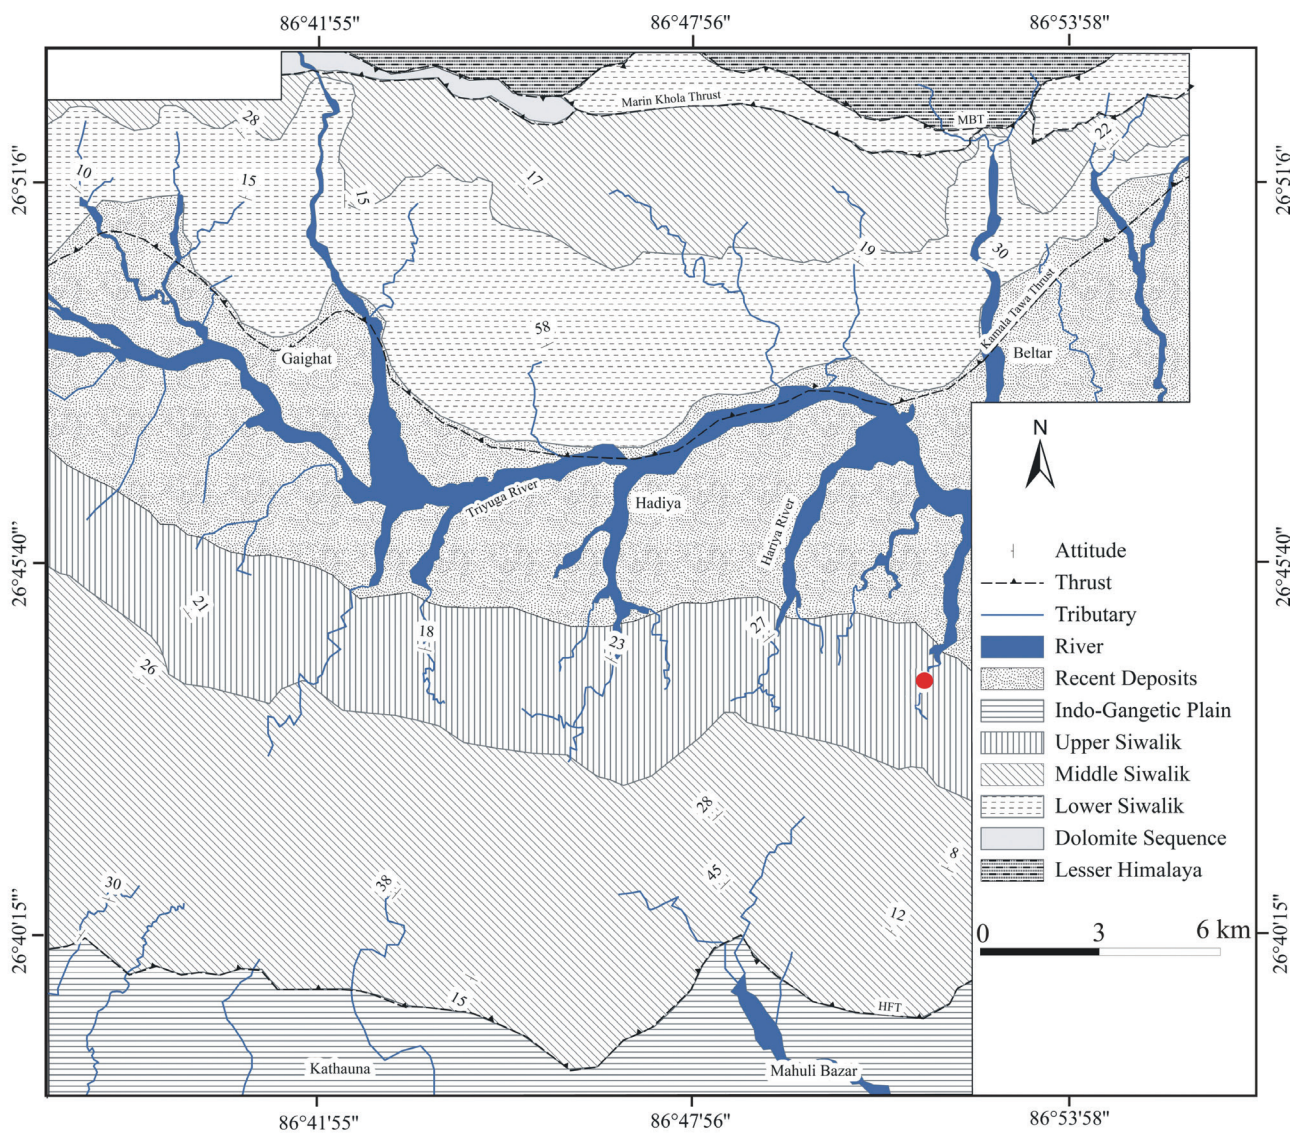 86°41'55"
86°47'56"
86°53'58"
28
Marin Khola Thrust
MBT
22
26°51'6"
26°51'6"
10
15
15
17
19
30
Kamala Tawa Thrust
58
Gaighat
Beltar
N
Triyuga River
Hadiya
Hariya River
26°45'40"
26°45'40"
Attitude
Thrust
Tributary
River
Recent Deposits
Indo-Gangetic Plain
Upper Siwalik
Middle Siwalik
Lower Siwalik
Dolomite Sequence
Lesser Himalaya
21
18
23
27
26
28
8
30
38
45
12
0 3 6 km
26°40'15"
26°40'15"
15
HFT
Kathauna
Mahuli Bazar
86°41'55"
86°47'56"
86°53'58"